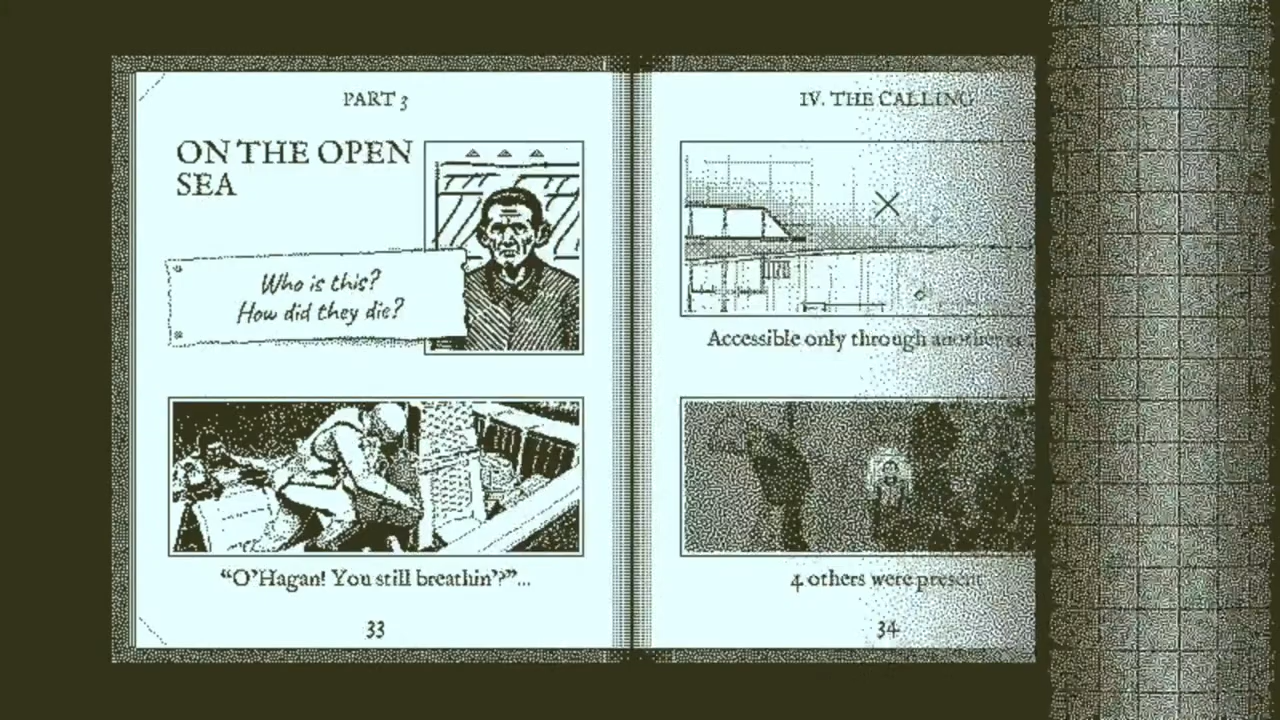 PART 3
ON THE OPEN
SEA
Who is this?
How did they die?
“O’Hagan! You still breathin’?”...
33
IV. THE CALLING
Accessible only through another
4 others were present
34